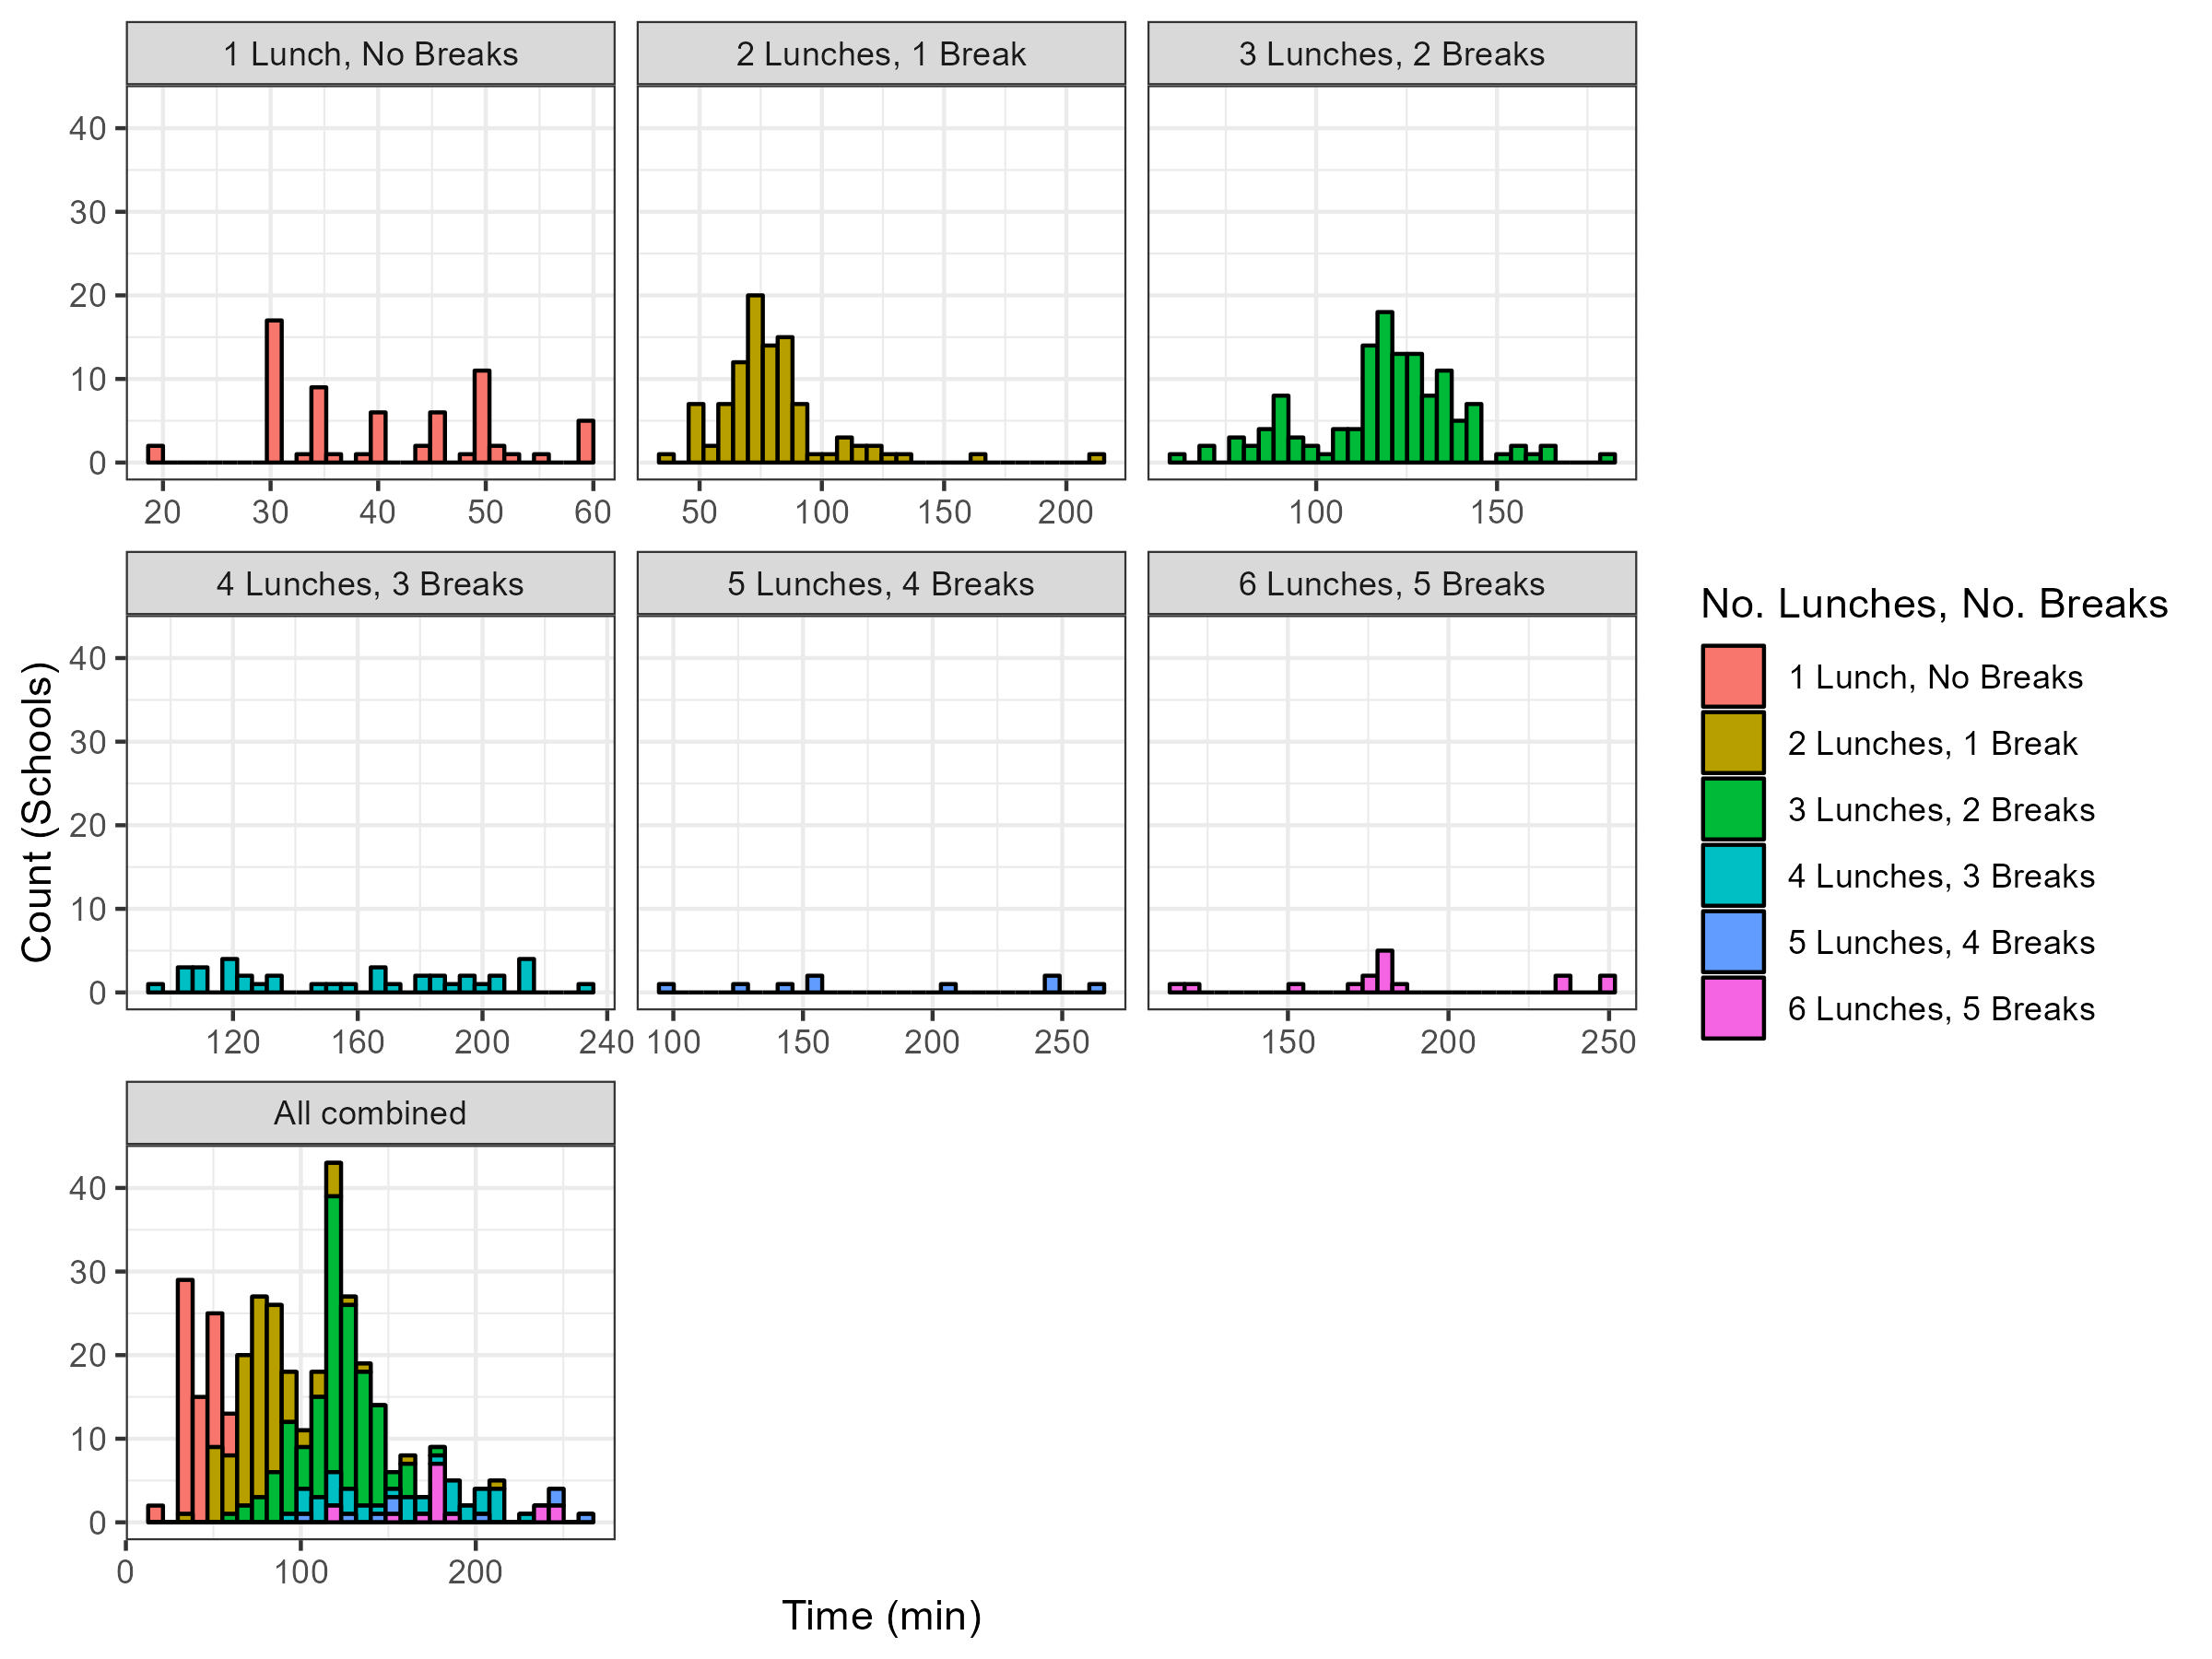 1 Lunch, No Breaks
2 Lunches, 1 Break
3 Lunches, 2 Breaks
40
30
20
10
0
20 30 40 50 60
50 100 150 200
100 150
4 Lunches, 3 Breaks
5 Lunches, 4 Breaks
6 Lunches, 5 Breaks
Count (Schools)
40
30
20
10
0
120 160 200 240
100 150 200 250
150 200 250
All combined
40
30
20
10
0
0 100 200
Time (min)
No. Lunches, No. Breaks
1 Lunch, No Breaks
2 Lunches, 1 Break
3 Lunches, 2 Breaks
4 Lunches, 3 Breaks
5 Lunches, 4 Breaks
6 Lunches, 5 Breaks